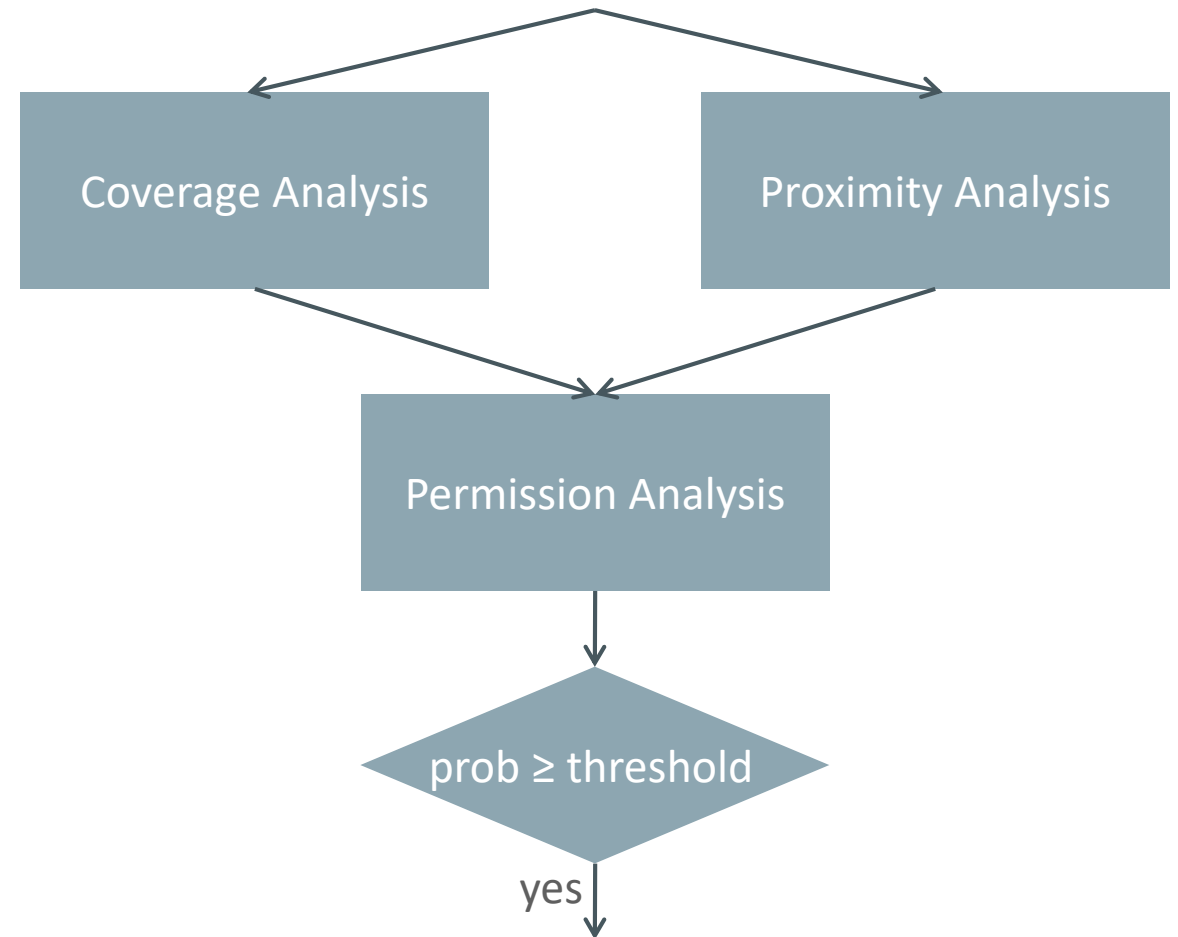 Coverage Analysis
Proximity Analysis
Permission Analysis
prob ≥ threshold
yes